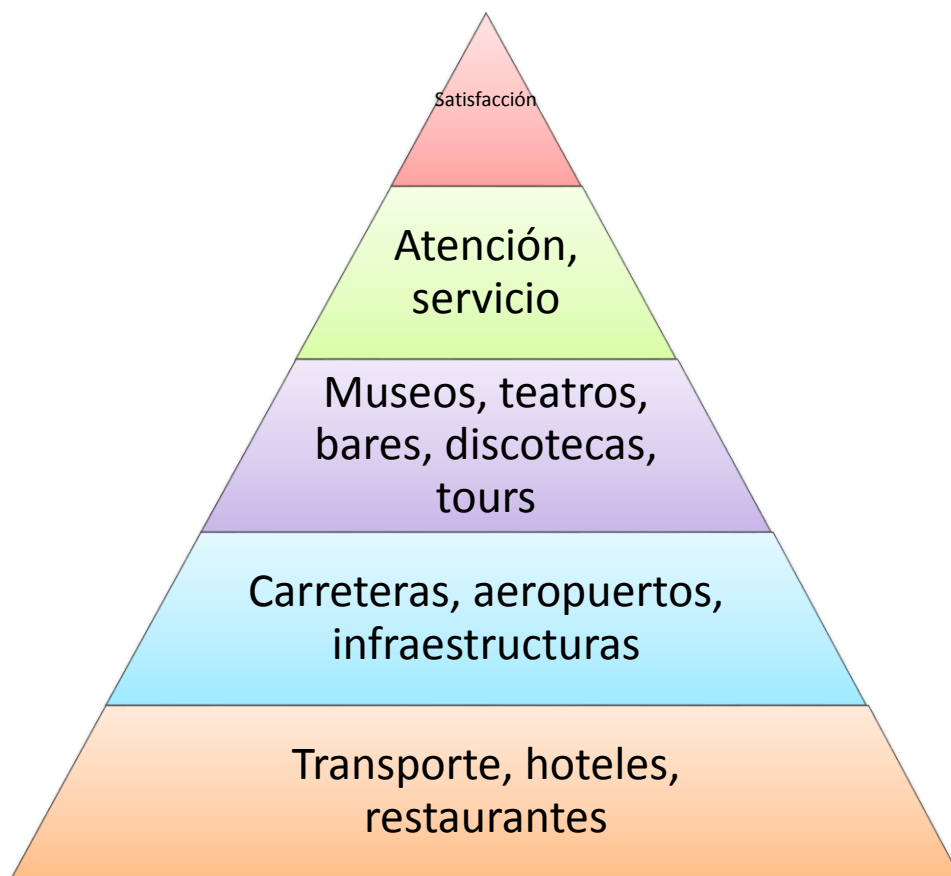 Satisfacción
Atención,
servicio
Museos, teatros,
bares, discotecas,
tours
Carreteras, aeropuertos,
infraestructuras
Transporte, hoteles,
restaurantes